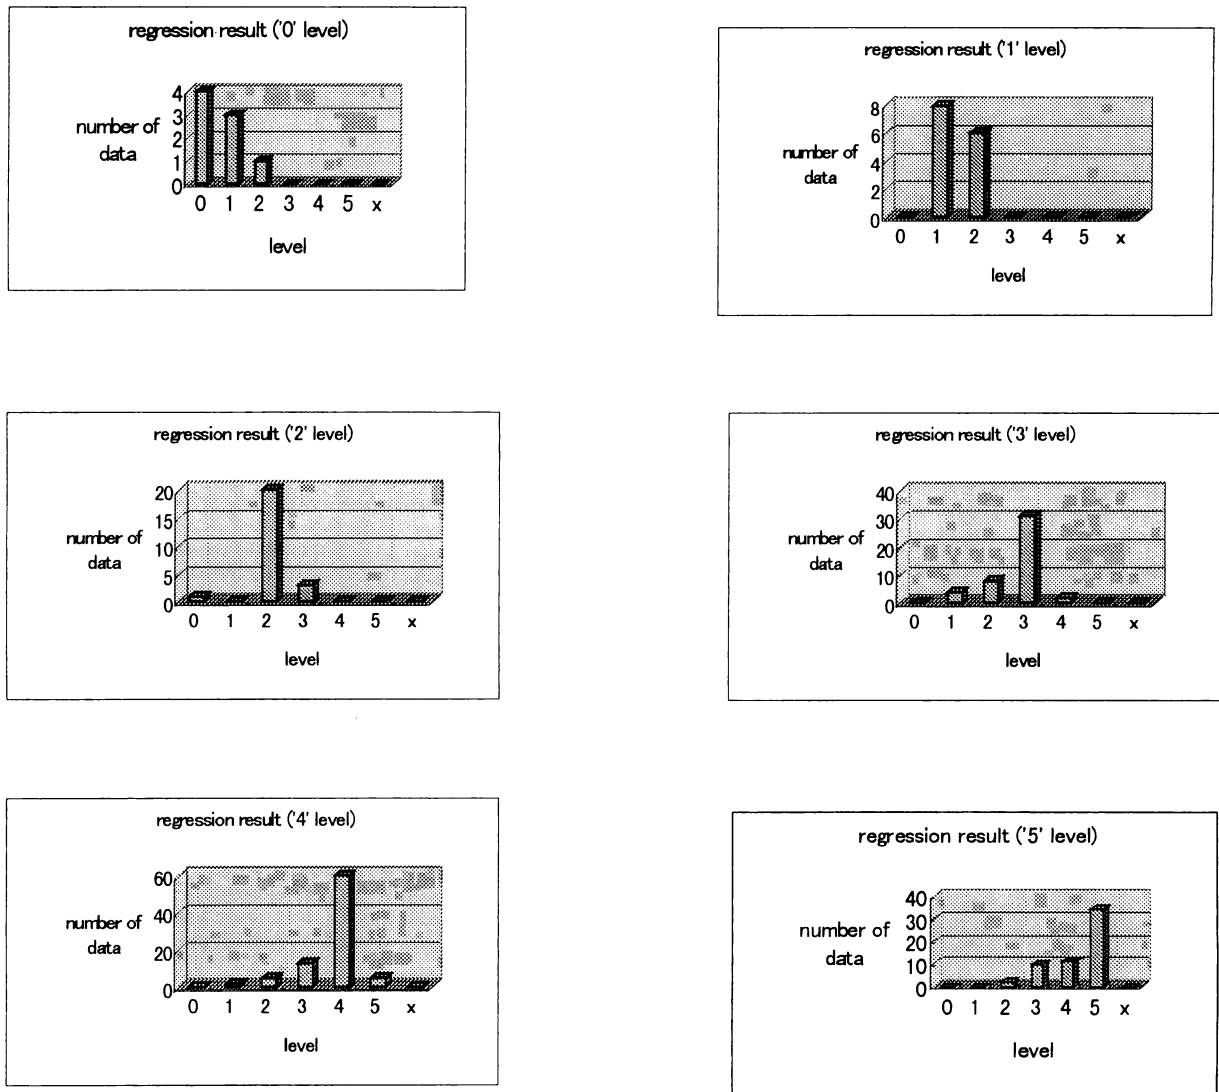 regression result ('0' level)
4
3
2
1
0
number of
data
0 1 2 3 4 5 x
level
regression result ('1' level)
8
6
4
2
0
number of
data
0 1 2 3 4 5 x
level
regression result ('2' level)
20
15
10
5
0
number of
data
0 1 2 3 4 5 x
level
regression result ('3' level)
40
30
20
10
0
number of
data
0 1 2 3 4 5 x
level
regression result ('4' level)
60
40
20
0
number of
data
0 1 2 3 4 5 x
level
regression result ('5' level)
40
30
20
10
0
number of
data
0 1 2 3 4 5 x
level